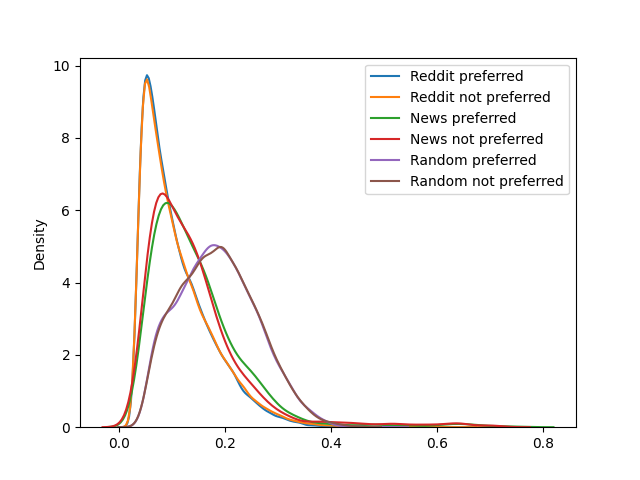 10
8
6
4
2
0
Density
0.0
0.2
0.4
0.6
0.8
Reddit preferred
Reddit not preferred
News preferred
News not preferred
Random preferred
Random not preferred